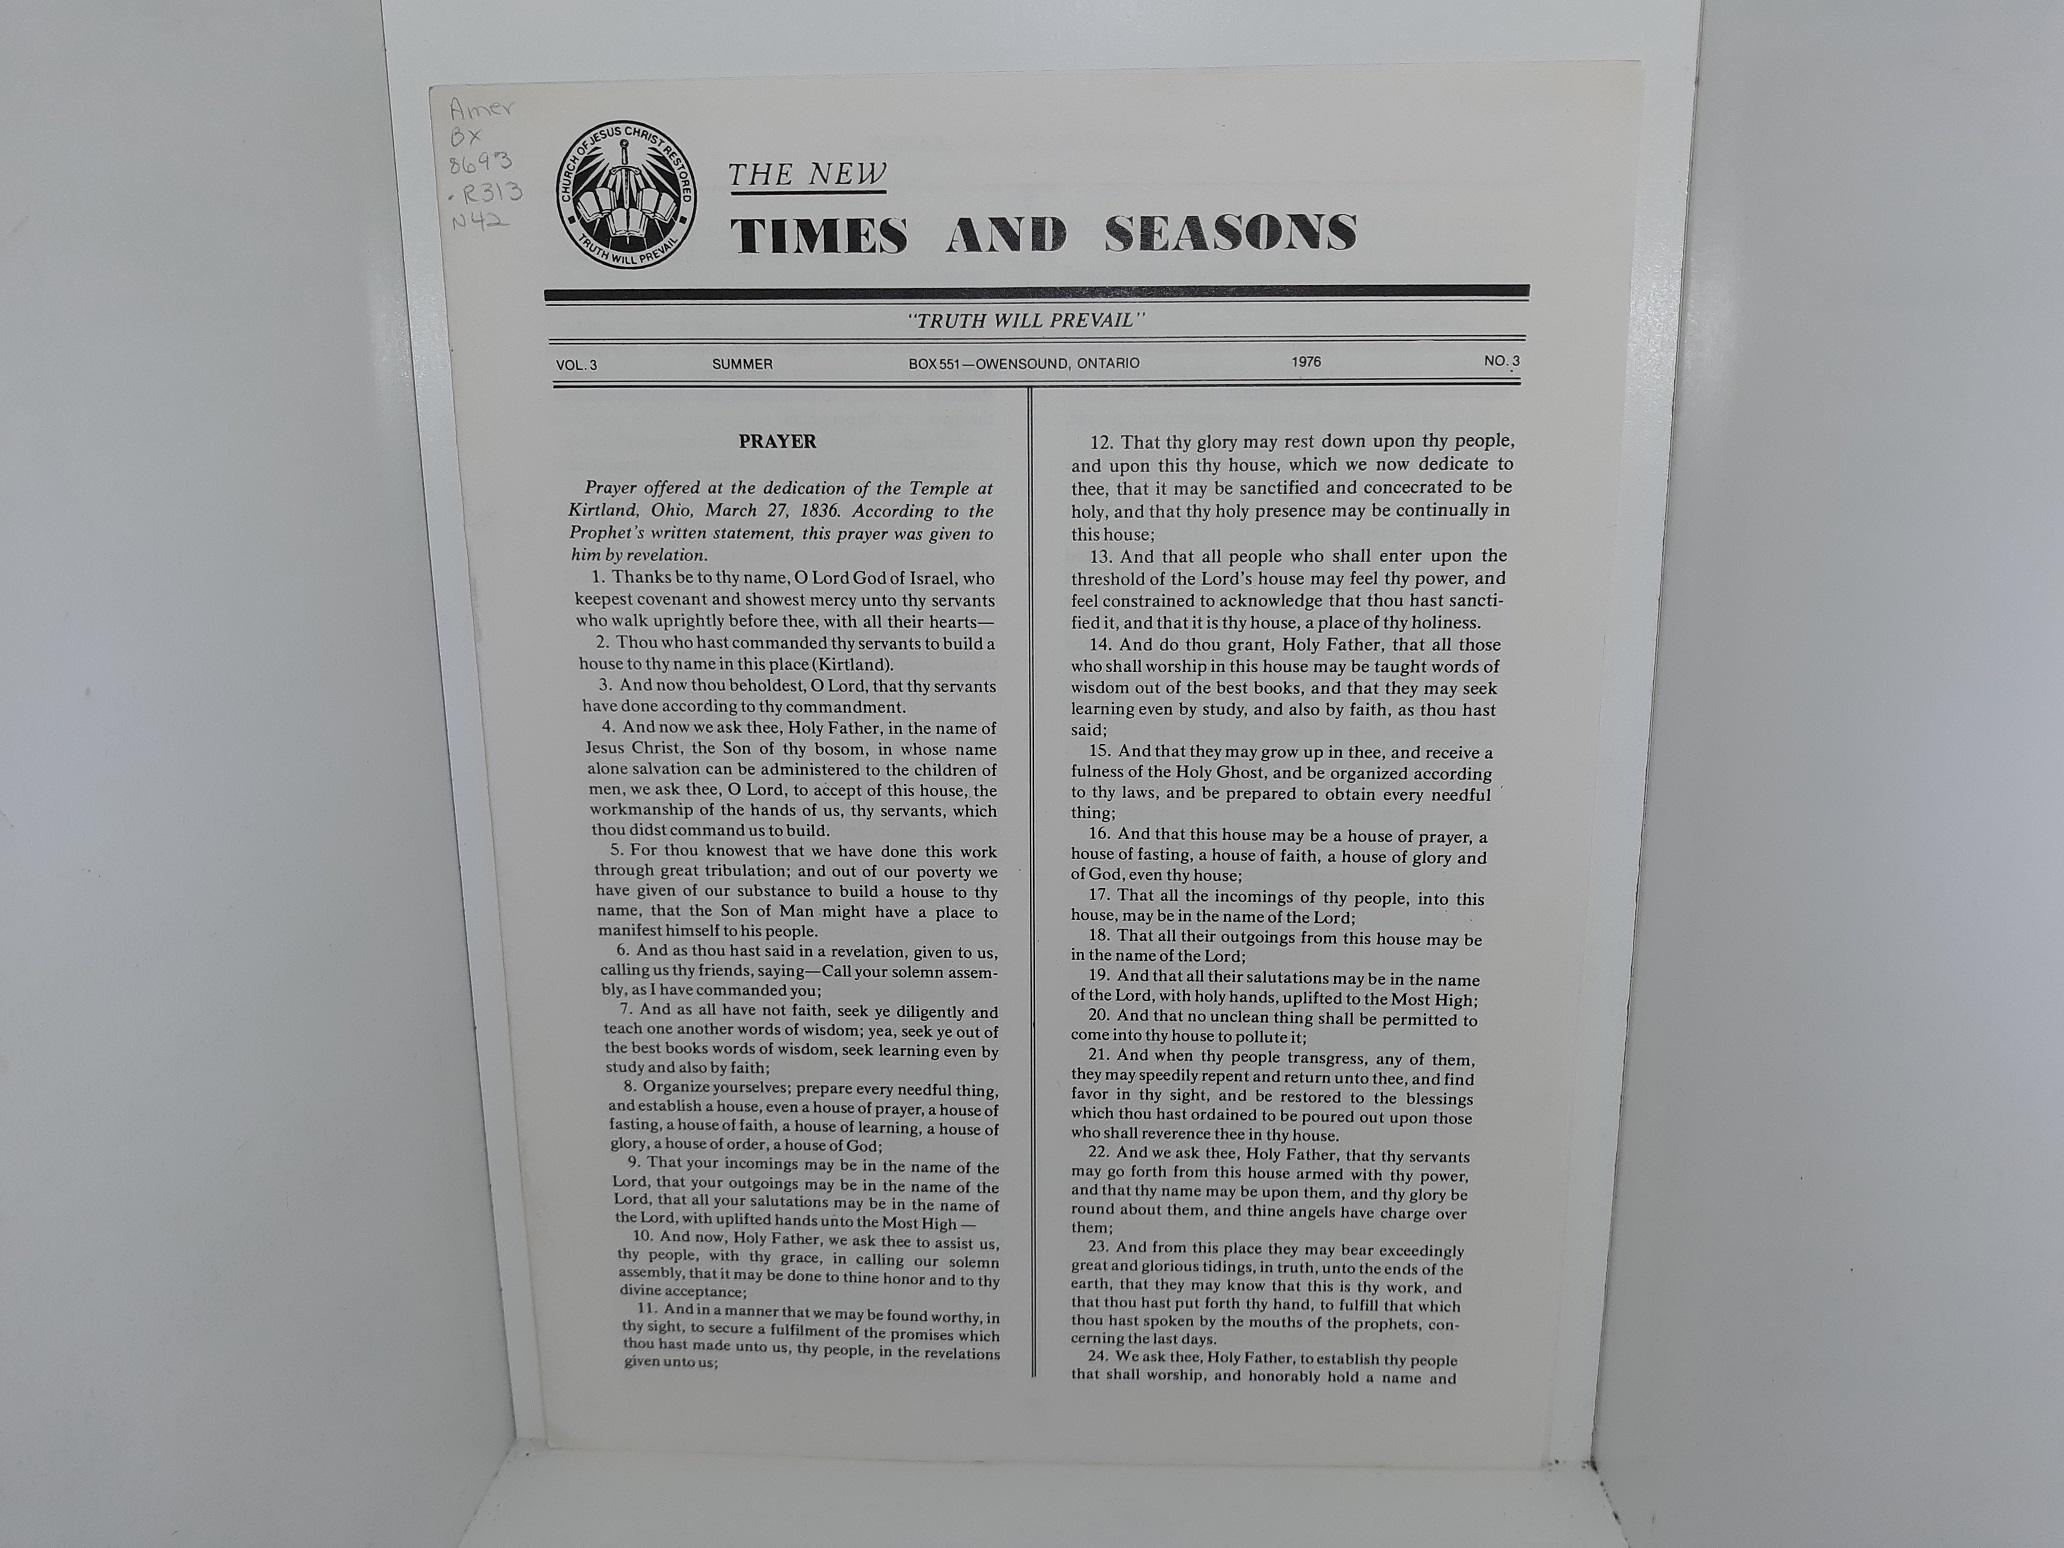 Amer
BX
8693
.R313
N42
CHURCH OF JESUS CHRIST RESTORED
TRUTH WILL PREVAIL
THE NEW
TIMES AND SEASONS
"TRUTH WILL PREVAIL"
VOL. 3 SUMMER BOX 551—OWENSOUND, ONTARIO 1976 NO. 3
PRAYER
Prayer offered at the dedication of the Temple at
Kirtland, Ohio, March 27, 1836. According to the
Prophet's written statement, this prayer was given to
him by revelation.
1. Thanks be to thy name, O Lord God of Israel, who
keepest covenant and showest mercy unto thy servants
who walk uprightly before thee, with all their hearts—
2. Thou who hast commanded thy servants to build a
house to thy name in this place (Kirtland).
3. And now thou beholdest, O Lord, that thy servants
have done according to thy commandment.
4. And now we ask thee, Holy Father, in the name of
Jesus Christ, the Son of thy bosom, in whose name
alone salvation can be administered to the children of
men, we ask thee, O Lord, to accept of this house, the
workmanship of the hands of us, thy servants, which
thou didst command us to build.
5. For thou knowest that we have done this work
through great tribulation; and out of our poverty we
have given of our substance to build a house to thy
name, that the Son of Man might have a place to
manifest himself to his people.
6. And as thou hast said in a revelation, given to us,
calling us thy friends, saying—Call your solemn assem-
bly, as I have commanded you;
7. And as all have not faith, seek ye diligently and
teach one another words of wisdom; yea, seek ye out of
the best books words of wisdom, seek learning even by
study and also by faith;
8. Organize yourselves; prepare every needful thing,
and establish a house, even a house of prayer, a house of
fasting, a house of faith, a house of learning, a house of
glory, a house of order, a house of God;
9. That your incomings may be in the name of the
Lord, that your outgoings may be in the name of the
Lord, that all your salutations may be in the name of
the Lord, with uplifted hands unto the Most High —
10. And now, Holy Father, we ask thee to assist us,
thy people, with thy grace, in calling our solemn
assembly, that it may be done to thine honor and to thy
divine acceptance;
11. And in a manner that we may be found worthy, in
thy sight, to secure a fulfilment of the promises which
thou hast made unto us, thy people, in the revelations
given unto us;
12. That thy glory may rest down upon thy people,
and upon this thy house, which we now dedicate to
thee, that it may be sanctified and concecrated to be
holy, and that thy holy presence may be continually in
this house;
13. And that all people who shall enter upon the
threshold of the Lord's house may feel thy power, and
feel constrained to acknowledge that thou hast sancti-
fied it, and that it is thy house, a place of thy holiness.
14. And do thou grant, Holy Father, that all those
who shall worship in this house may be taught words of
wisdom out of the best books, and that they may seek
learning even by study, and also by faith, as thou hast
said;
15. And that they may grow up in thee, and receive a
fulness of the Holy Ghost, and be organized according
to thy laws, and be prepared to obtain every needful
thing;
16. And that this house may be a house of prayer, a
house of fasting, a house of faith, a house of glory and
of God, even thy house;
17. That all the incomings of thy people, into this
house, may be in the name of the Lord;
18. That all their outgoings from this house may be
in the name of the Lord;
19. And that all their salutations may be in the name
of the Lord, with holy hands, uplifted to the Most High;
20. And that no unclean thing shall be permitted to
come into thy house to pollute it;
21. And when thy people transgress, any of them,
they may speedily repent and return unto thee, and find
favor in thy sight, and be restored to the blessings
which thou hast ordained to be poured out upon those
who shall reverence thee in thy house.
22. And we ask thee, Holy Father, that thy servants
may go forth from this house armed with thy power,
and that thy name may be upon them, and thy glory be
round about them, and thine angels have charge over
them;
23. And from this place they may bear exceedingly
great and glorious tidings, in truth, unto the ends of the
earth, that they may know that this is thy work, and
that thou hast put forth thy hand, to fulfill that which
thou hast spoken by the mouths of the prophets, con-
cerning the last days.
24. We ask thee, Holy Father, to establish thy people
that shall worship, and honorably hold a name and